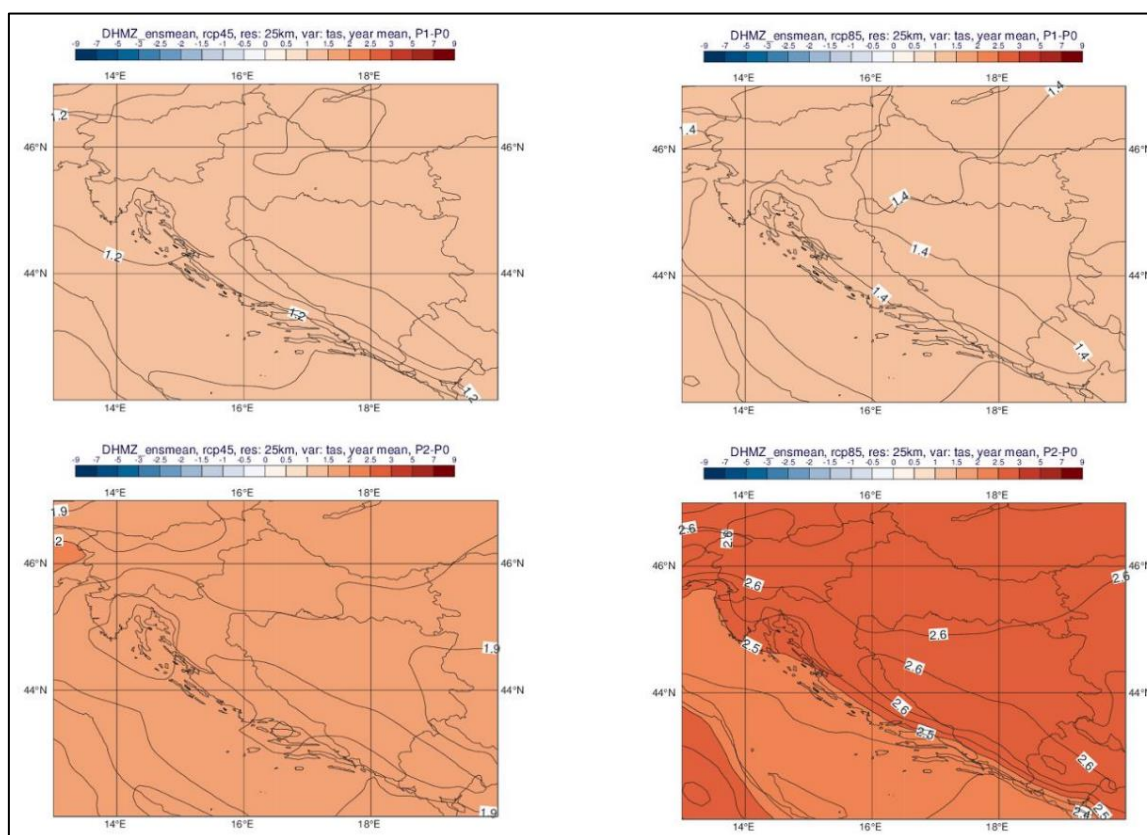 DHMZ_ensmean, rcp45, res: 25km, var: tas, year mean, P1-P0
-9 -7 -5 -3 -2.5 -2 -1.5 -1 -0.5 0 0.5 1 1.5 2 2.5 3 5 7 9
14°E 16°E 18°E
1.2
46°N
44°N
1.2
1.2
1.2
14°E 16°E 18°E
DHMZ_ensmean, rcp85, res: 25km, var: tas, year mean, P1-P0
-9 -7 -5 -3 -2.5 -2 -1.5 -1 -0.5 0 0.5 1 1.5 2 2.5 3 5 7 9
14°E 16°E 18°E
1.4
1.4
46°N 46°N
1.4
1.4
44°N 44°N
1.4
1.4
14°E 16°E 18°E
DHMZ_ensmean, rcp45, res: 25km, var: tas, year mean, P2-P0
-9 -7 -5 -3 -2.5 -2 -1.5 -1 -0.5 0 0.5 1 1.5 2 2.5 3 5 7 9
14°E 16°E 18°E
1.9
2
46°N
1.9
44°N
1.9
14°E 16°E 18°E
DHMZ_ensmean, rcp85, res: 25km, var: tas, year mean, P2-P0
-9 -7 -5 -3 -2.5 -2 -1.5 -1 -0.5 0 0.5 1 1.5 2 2.5 3 5 7 9
14°E 16°E 18°E
2.6 2.6
2.6
46°N 46°N
2.6
2.6
2.5 2.6
2.6
44°N 44°N
2.6
2.5
2.6
2.5
2.4
14°E 16°E 18°E